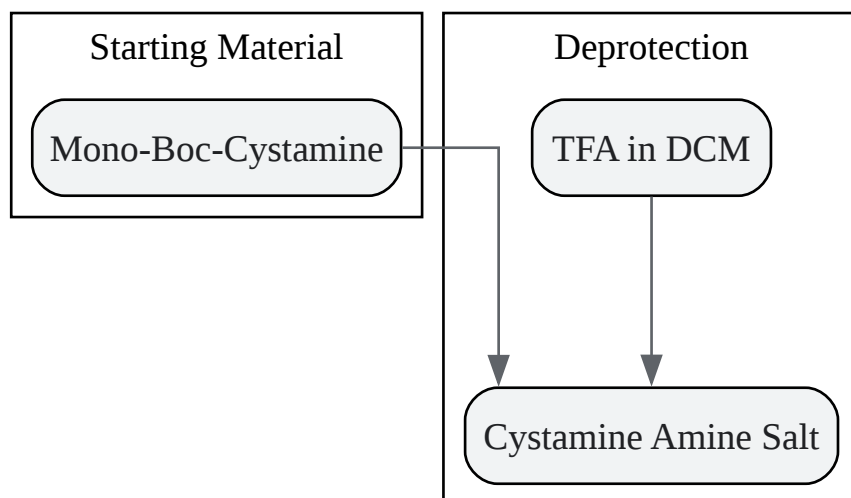 Starting Material
Deprotection
Mono-Boc-Cystamine
TFA in DCM
Cystamine Amine Salt